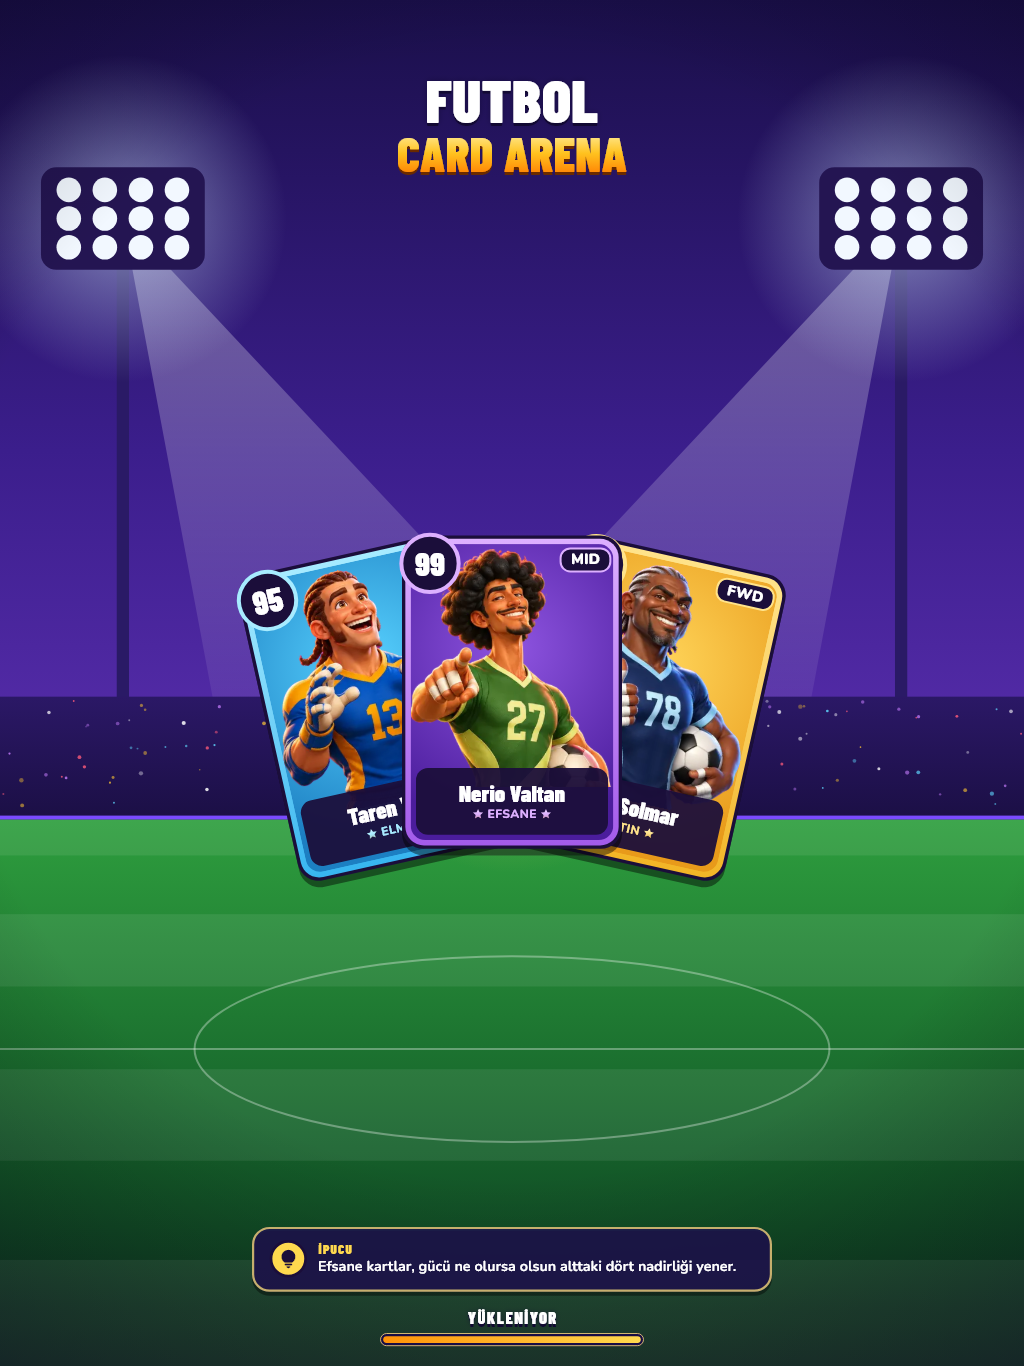 FUTBOL
CARD ARENA
95
13
Taren
99
MID
27
Nerio Valtan
★ EFSANE ★
FWD
78
Solmar
İPUCU
Efsane kartlar, gücü ne olursa olsun alttaki dört nadirliği yener.
YÜKLENİYOR